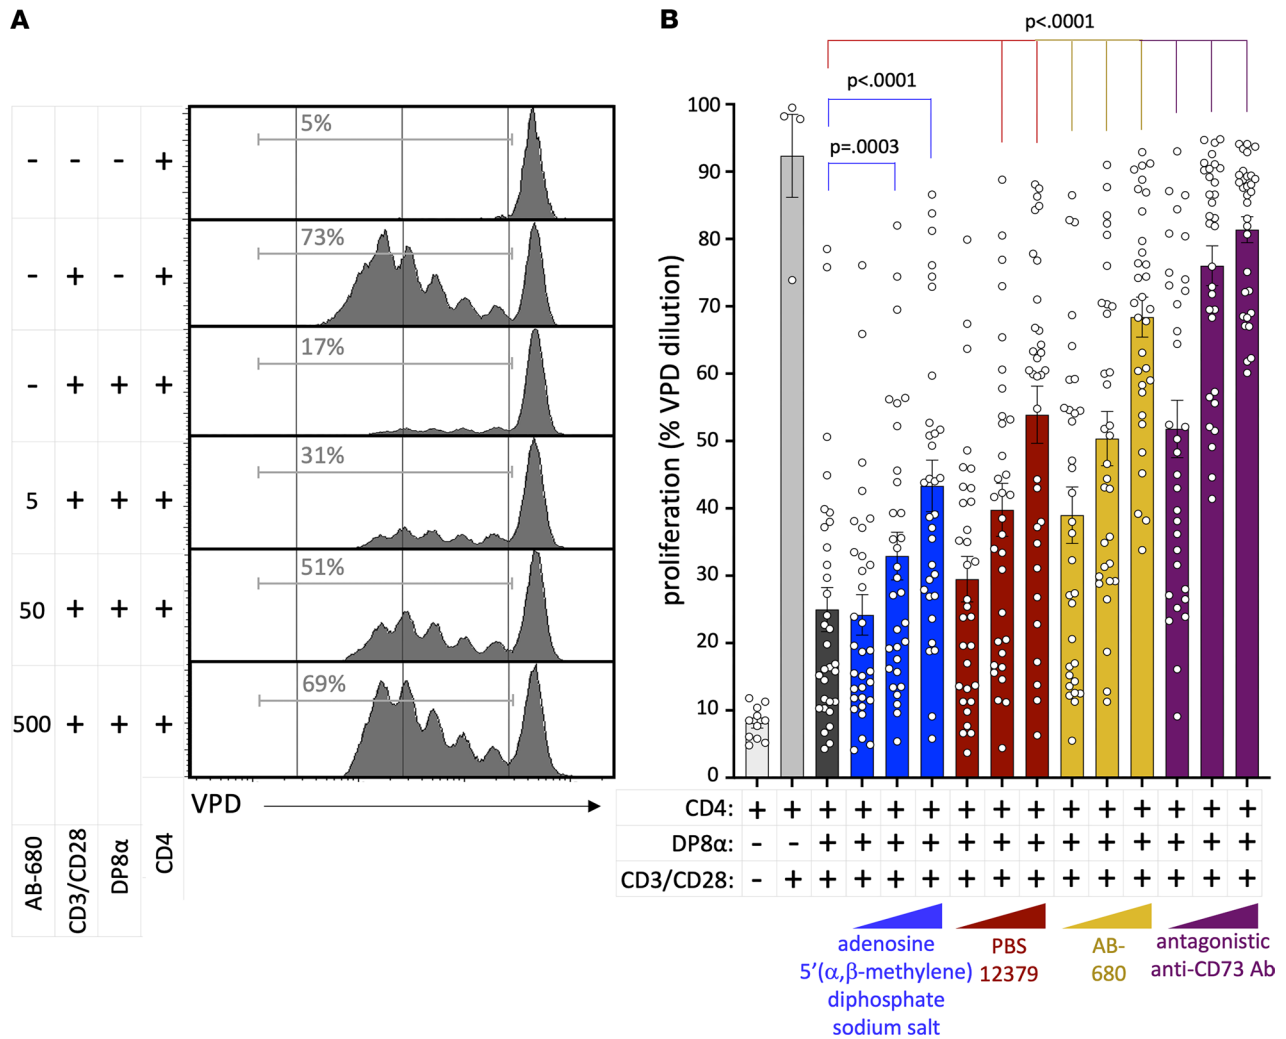 A
- - - + 5%
- + - + 73%
- + + + 17%
5 + + + 31%
50 + + + 51%
500 + + + 69%
VPD
AB-680
CD3/CD28
DP8α
CD4
B
p<.0001
p<.0001
p=.0003
proliferation (% VPD dilution)
100
90
80
70
60
50
40
30
20
10
0
CD4: + + + + + + + + + + + + + + +
DP8α: - - + + + + + + + + + + + + +
CD3/CD28: - + + + + + + + + + + + + + +
adenosine
5’(α,β-methylene)
diphosphate
sodium salt
PBS
12379
AB-
680
antagonistic
anti-CD73 Ab